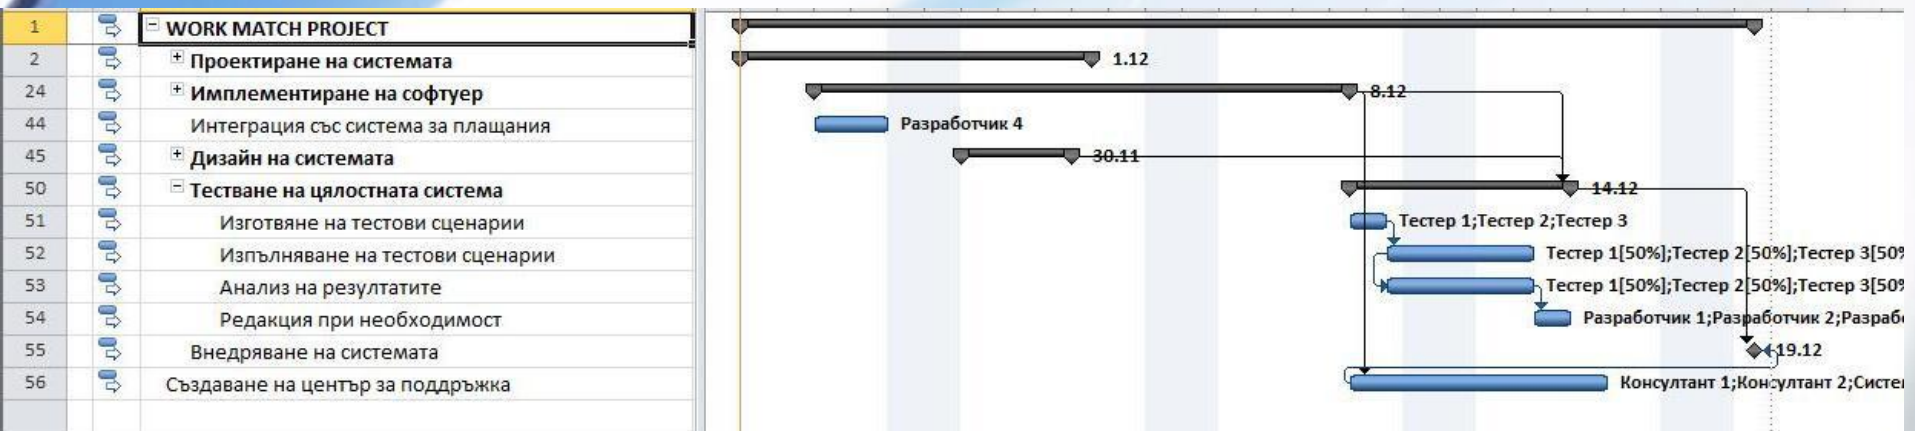 1 WORK MATCH PROJECT
2 Проектиране на системата 1.12
24 Имплементиране на софтуер 8.12
44 Интеграция със система за плащания Разработчик 4
45 Дизайн на системата 30.11
50 Тестване на цялостната система 14.12
51 Изготвяне на тестови сценарии Тестер 1;Тестер 2;Тестер 3
52 Изпълняване на тестови сценарии Тестер 1[50%];Тестер 2[50%];Тестер 3[50%
53 Анализ на резултатите Тестер 1[50%];Тестер 2[50%];Тестер 3[50%
54 Редакция при необходимост Разработчик 1;Разработчик 2;Разраб
55 Внедряване на системата 19.12
56 Създаване на център за поддръжка Консултант 1;Консултант 2;Систе